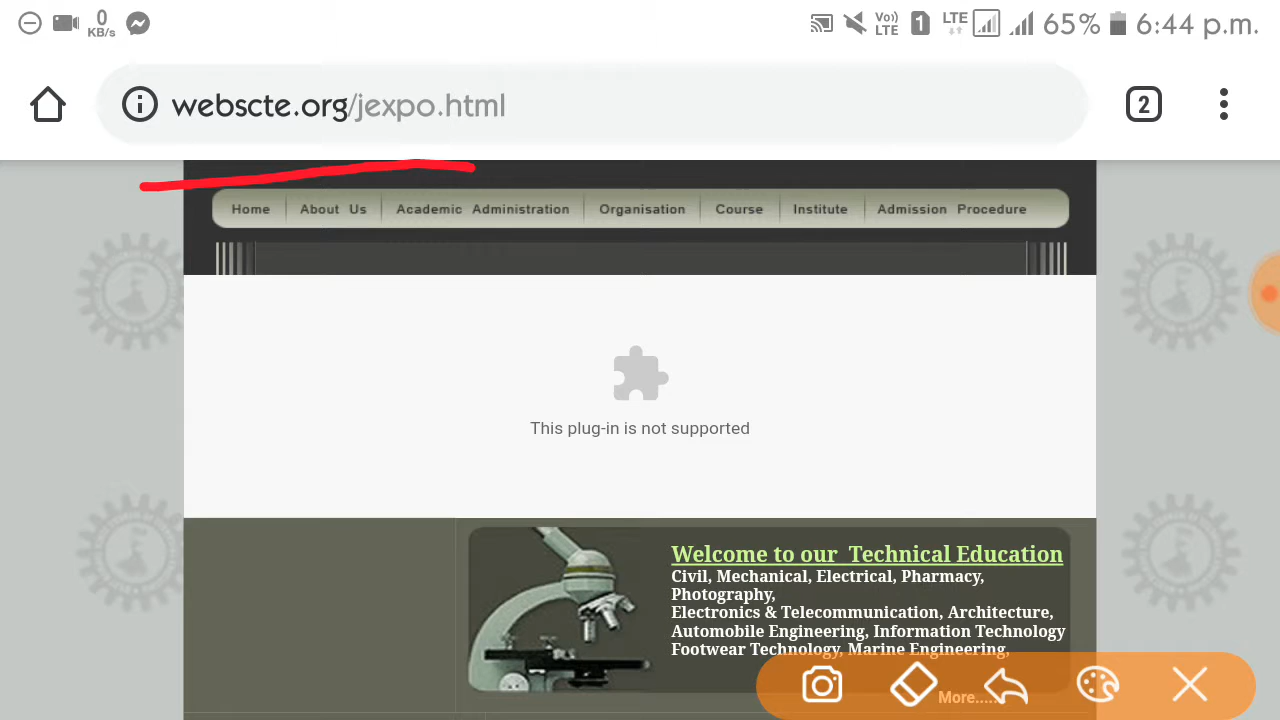 0
KB/s
Vo)
LTE
1
LTE
65%
6:44 p.m.
webscte.org/jexpo.html
2
Home About Us Academic Administration Organisation Course Institute Admission Procedure
This plug-in is not supported
Welcome to our Technical Education
Civil, Mechanical, Electrical, Pharmacy,
Photography,
Electronics & Telecommunication, Architecture,
Automobile Engineering, Information Technology
Footwear Technology, Marine Engineering,
More.....